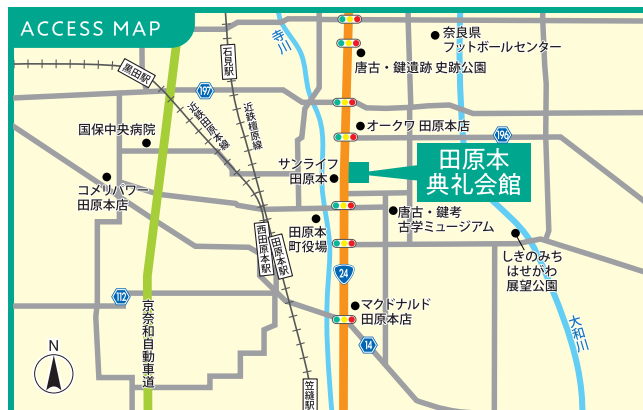 ACCESS MAP
奈良県
フットボールセンター
唐古・鍵遺跡 史跡公園
石見駅
寺川
黒田駅
197
近鉄田原本線
近鉄橿原線
国保中央病院
オークワ 田原本店
196
サンライフ
田原本
田原本
典礼会館
コメリパワー
田原本店
唐古・鍵考
古学ミュージアム
田原本
町役場
西田原本駅
田原本駅
しきのみち
はせがわ
展望公園
24
112
京奈和自動車道
マクドナルド
田原本店
14
大和川
N
笠縫駅